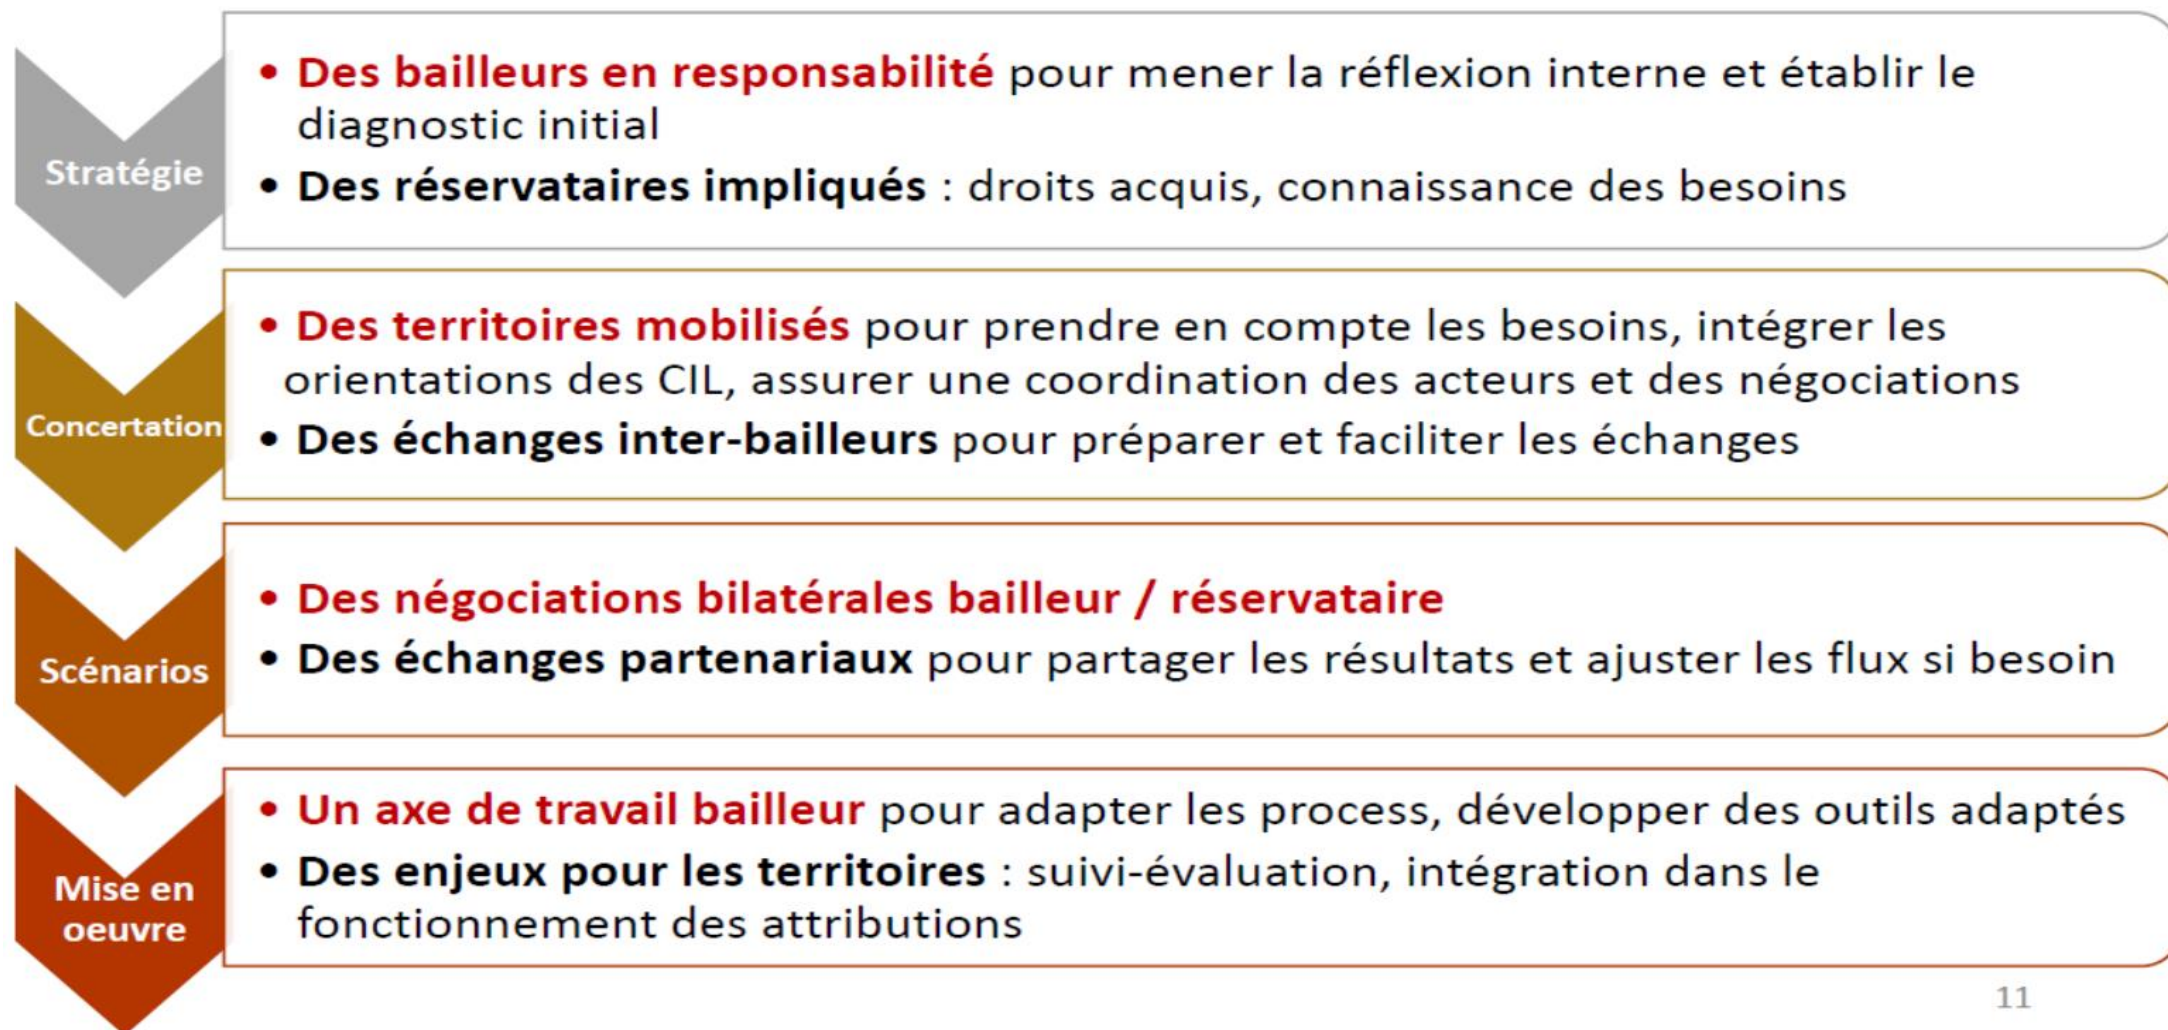 Stratégie
• Des bailleurs en responsabilité pour mener la réflexion interne et établir le
diagnostic initial
• Des réservataires impliqués : droits acquis, connaissance des besoins
Concertation
• Des territoires mobilisés pour prendre en compte les besoins, intégrer les
orientations des CIL, assurer une coordination des acteurs et des négociations
• Des échanges inter-bailleurs pour préparer et faciliter les échanges
Scénarios
• Des négociations bilatérales bailleur / réservataire
• Des échanges partenariaux pour partager les résultats et ajuster les flux si besoin
Mise en
oeuvre
• Un axe de travail bailleur pour adapter les process, développer des outils adaptés
• Des enjeux pour les territoires : suivi-évaluation, intégration dans le
fonctionnement des attributions
11